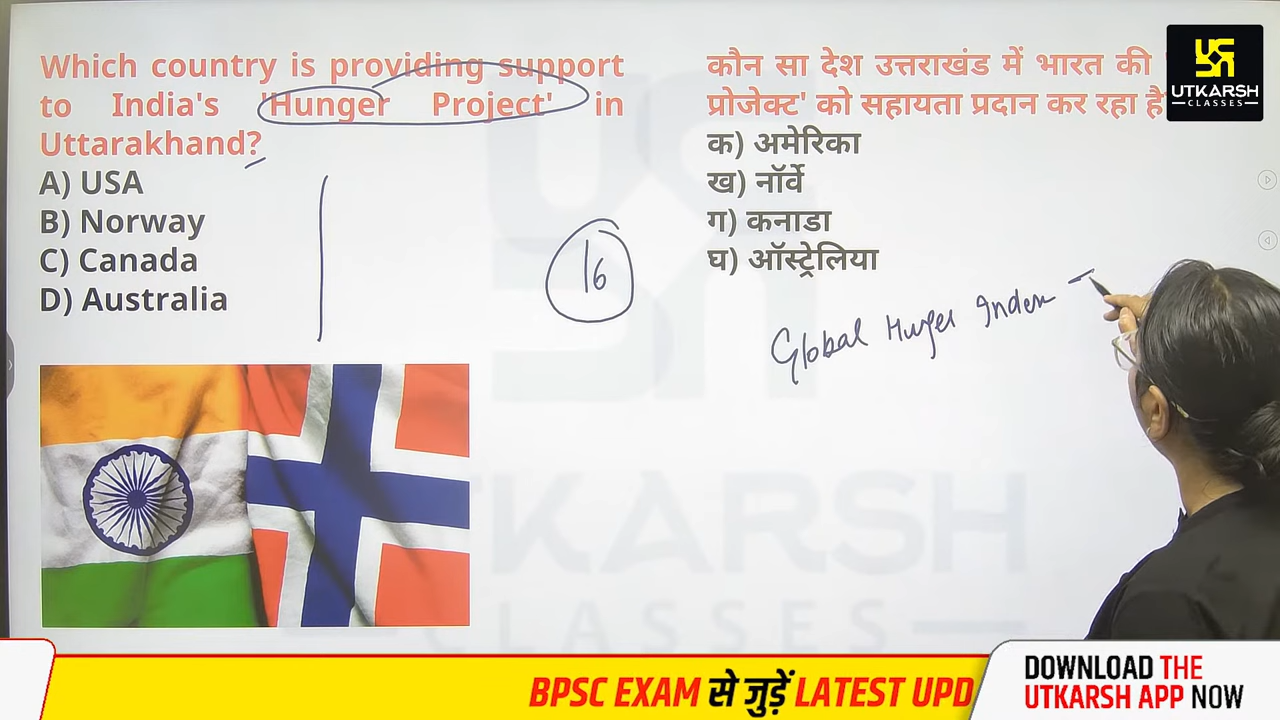 Which country is providing support
to India's 'Hunger Project' in
Uttarakhand?
A) USA
B) Norway
C) Canada
D) Australia
16
कौन सा देश उत्तराखंड में भारत की '
प्रोजेक्ट' को सहायता प्रदान कर रहा है
क) अमेरिका
ख) नॉर्वे
ग) कनाडा
घ) ऑस्ट्रेलिया
Global Hunger Index -
UTKARSH
CLASSES
UTKARSH
CLASSES
BPSC EXAM से जुड़ें LATEST UPD
DOWNLOAD THE
UTKARSH APP NOW